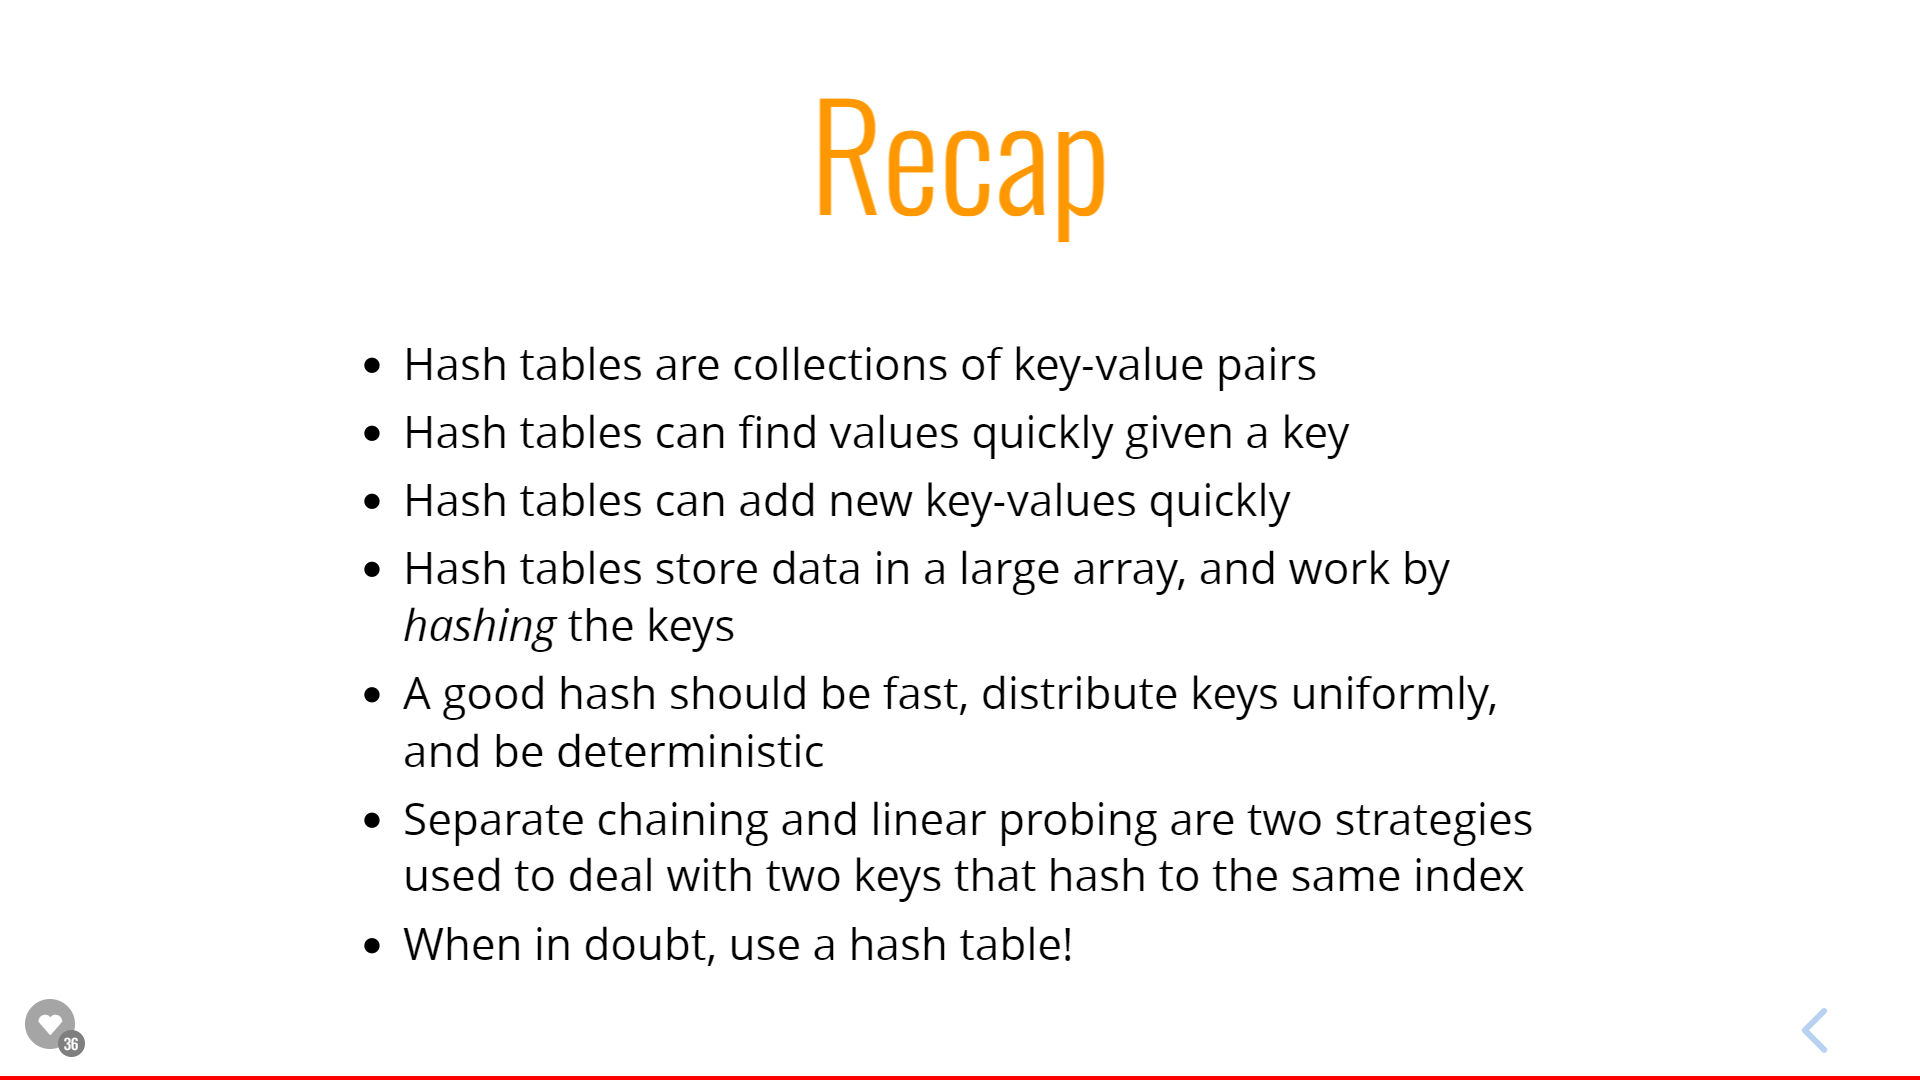 Recap
Hash tables are collections of key-value pairs
Hash tables can find values quickly given a key
Hash tables can add new key-values quickly
Hash tables store data in a large array, and work by
hashing the keys
A good hash should be fast, distribute keys uniformly,
and be deterministic
Separate chaining and linear probing are two strategies
used to deal with two keys that hash to the same index
When in doubt, use a hash table!
36